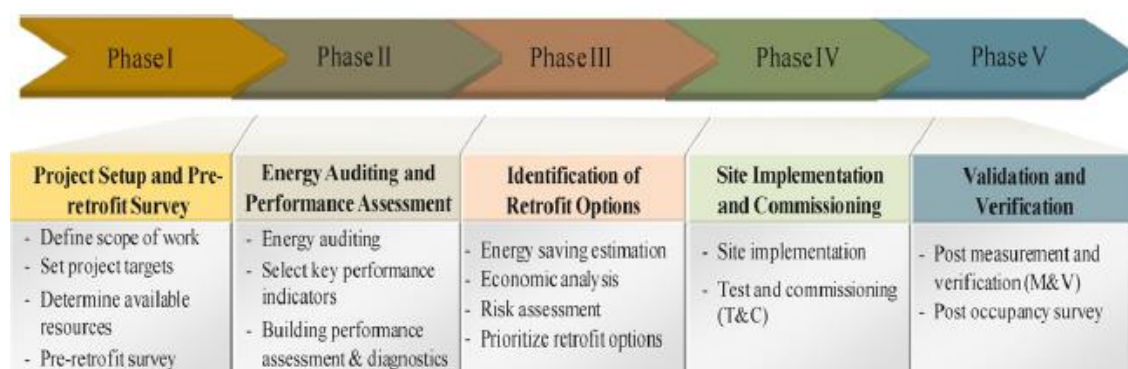 Phase I
Phase II
Phase III
Phase IV
Phase V
Project Setup and Pre-
retrofit Survey
- Define scope of work
- Set project targets
- Determine available
resources
- Pre-retrofit survey
Energy Auditing and
Performance Assessment
- Energy auditing
- Select key performance
indicators
- Building performance
assessment & diagnostics
Identification of
Retrofit Options
- Energy saving estimation
- Economic analysis
- Risk assessment
- Prioritize retrofit options
Site Implementation
and Commissioning
- Site implementation
- Test and commissioning
(T&C)
Validation and
Verification
- Post measurement and
verification (M&V)
- Post occupancy survey